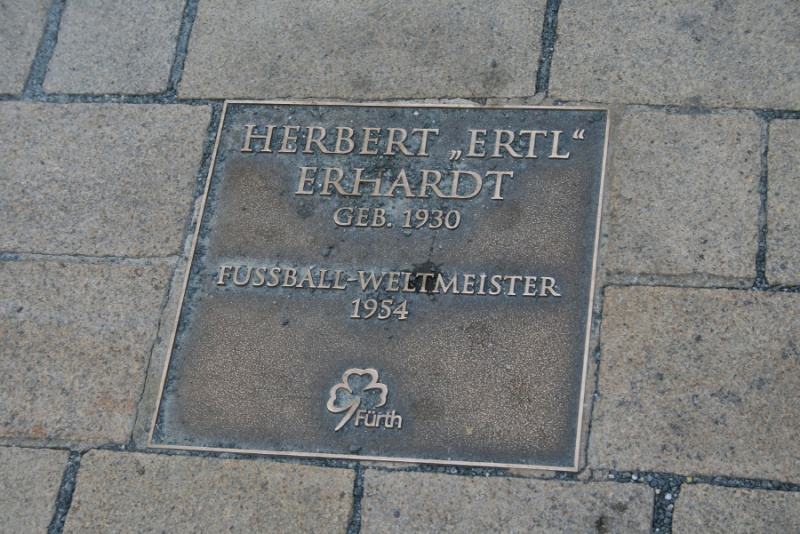 HERBERT „ERTL“
ERHARDT
GEB. 1930
FUSSBALL-WELTMEISTER
1954
Fürth